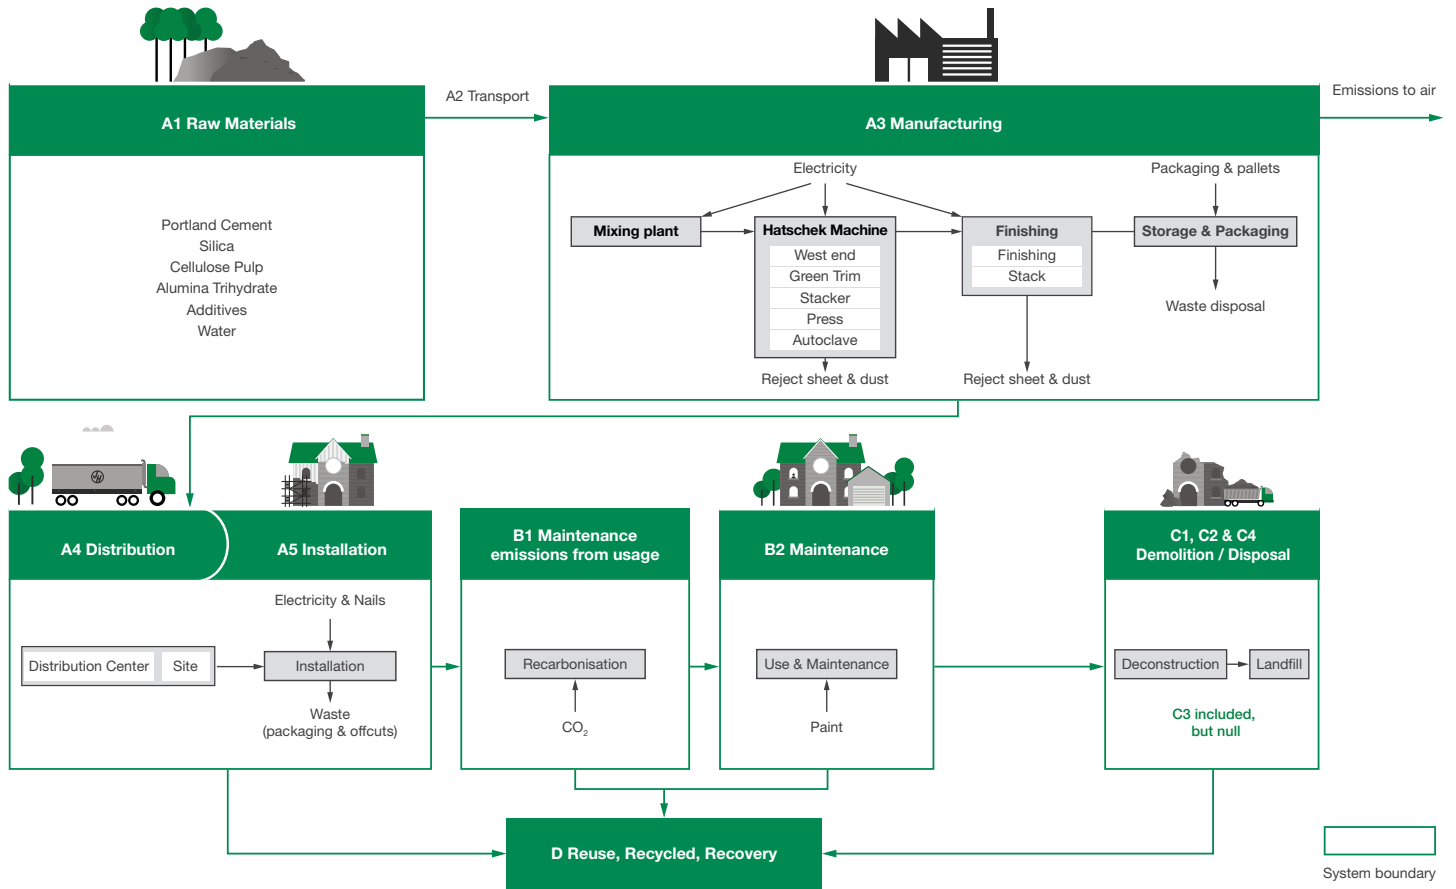 A1 Raw Materials
A2 Transport
A3 Manufacturing
Emissions to air
Portland Cement
Silica
Cellulose Pulp
Alumina Trihydrate
Additives
Water
Electricity
Packaging & pallets
Mixing plant
Hatschek Machine
West end
Green Trim
Stacker
Press
Autoclave
Reject sheet & dust
Finishing
Finishing
Stack
Reject sheet & dust
Storage & Packaging
Waste disposal
A4 Distribution
A5 Installation
B1 Maintenance
emissions from usage
B2 Maintenance
C1, C2 & C4
Demolition / Disposal
Distribution Center
Site
Electricity & Nails
Installation
Waste
(packaging & offcuts)
Recarbonisation
CO₂
Use & Maintenance
Paint
Deconstruction
Landfill
C3 included,
but null
D Reuse, Recycled, Recovery
System boundary